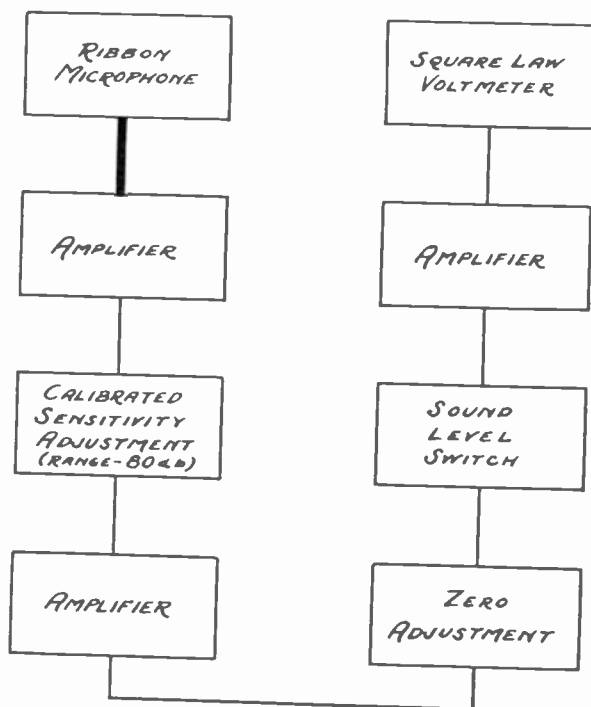 RIBBON
MICROPHONE
AMPLIFIER
CALIBRATED
SENSITIVITY
ADJUSTMENT
(RANGE-80db)
AMPLIFIER
SQUARE LAW
VOLTMETER
AMPLIFIER
SOUND
LEVEL
SWITCH
ZERO
ADJUSTMENT